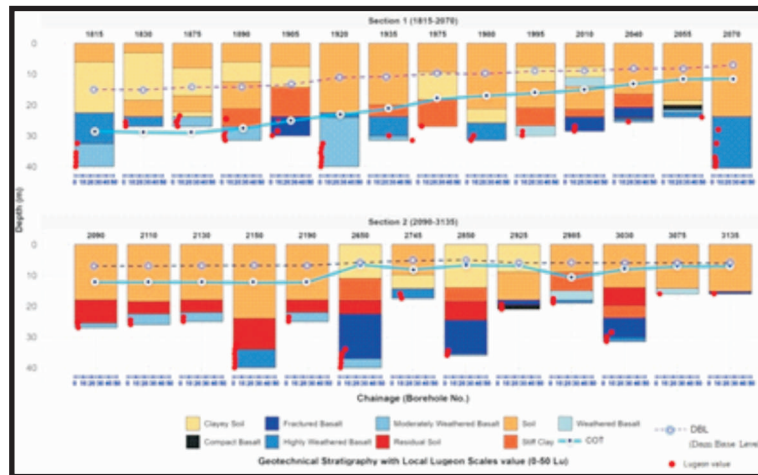 Section 1 (1815-2070)
1815 1830 1875 1890 1905 1920 1935 1975 1980 1995 2010 2040 2055 2070
0
10
20
30
40
Depth (m)
Section 2 (2090-3135)
2090 2110 2130 2150 2190 2650 2745 2850 2925 2985 3030 3075 3135
0
10
20
30
40
Chainage (Borehole No.)
Clayey Soil Fractured Basalt Moderately Weathered Basalt Soil Weathered Basalt DBL
Compact Basalt Highly Weathered Basalt Residual Soil Stiff Clay COT Base Level)
Lugeon value
Geotechnical Stratigraphy with Local Lugeon Scales value (0-50 Lu)